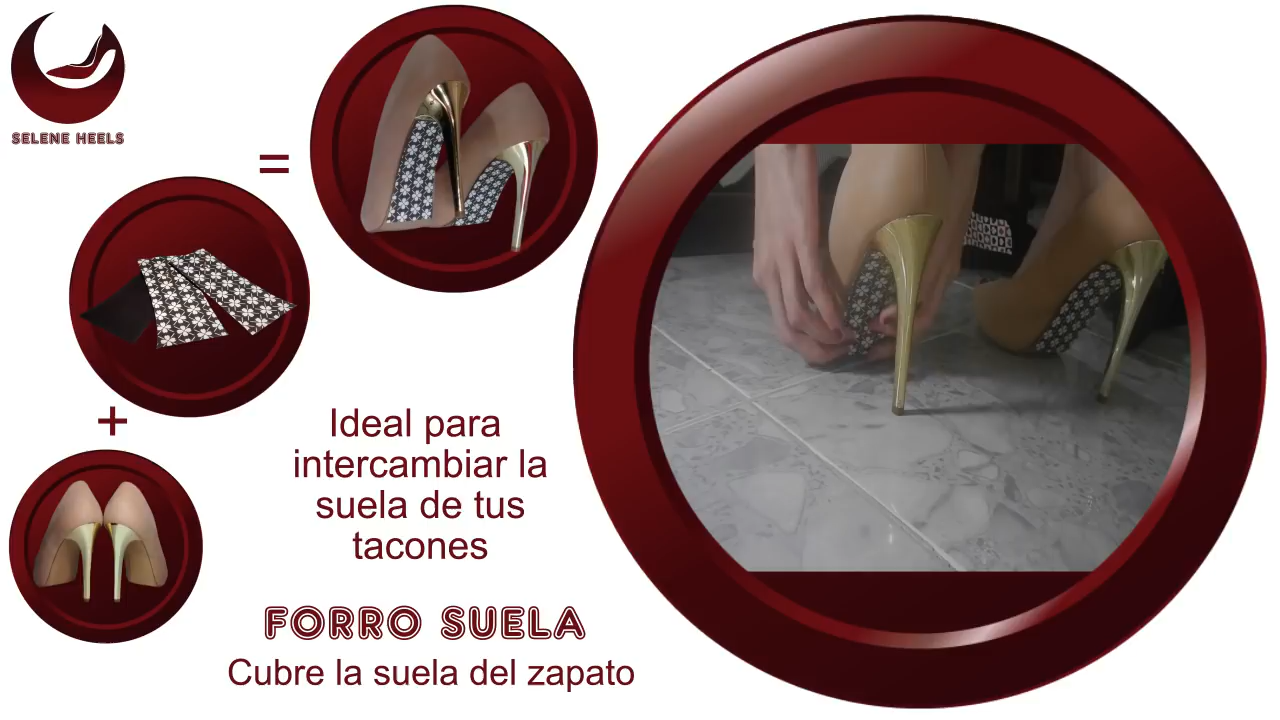 SELENE HEELS
=
+
Ideal para
intercambiar la
suela de tus
tacones
FORRO SUELA
Cubre la suela del zapato